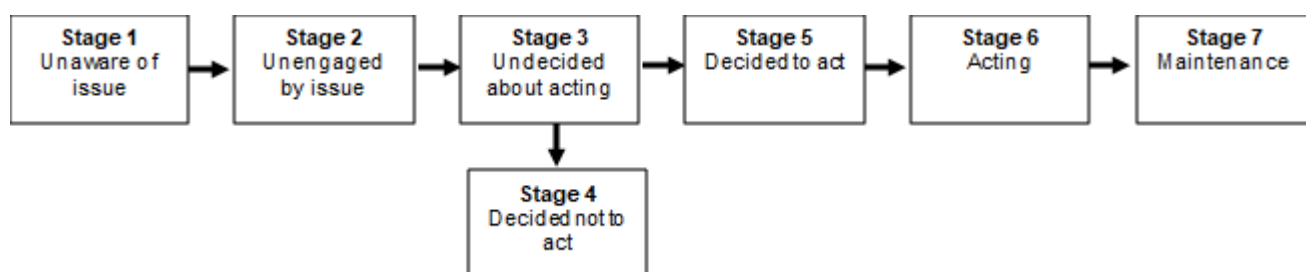 Stage 1
Unaware of
issue
Stage 2
Unengaged
by issue
Stage 3
Undecided
about acting
Stage 5
Decided to act
Stage 6
Acting
Stage 7
Maintenance
Stage 4
Decided not to
act